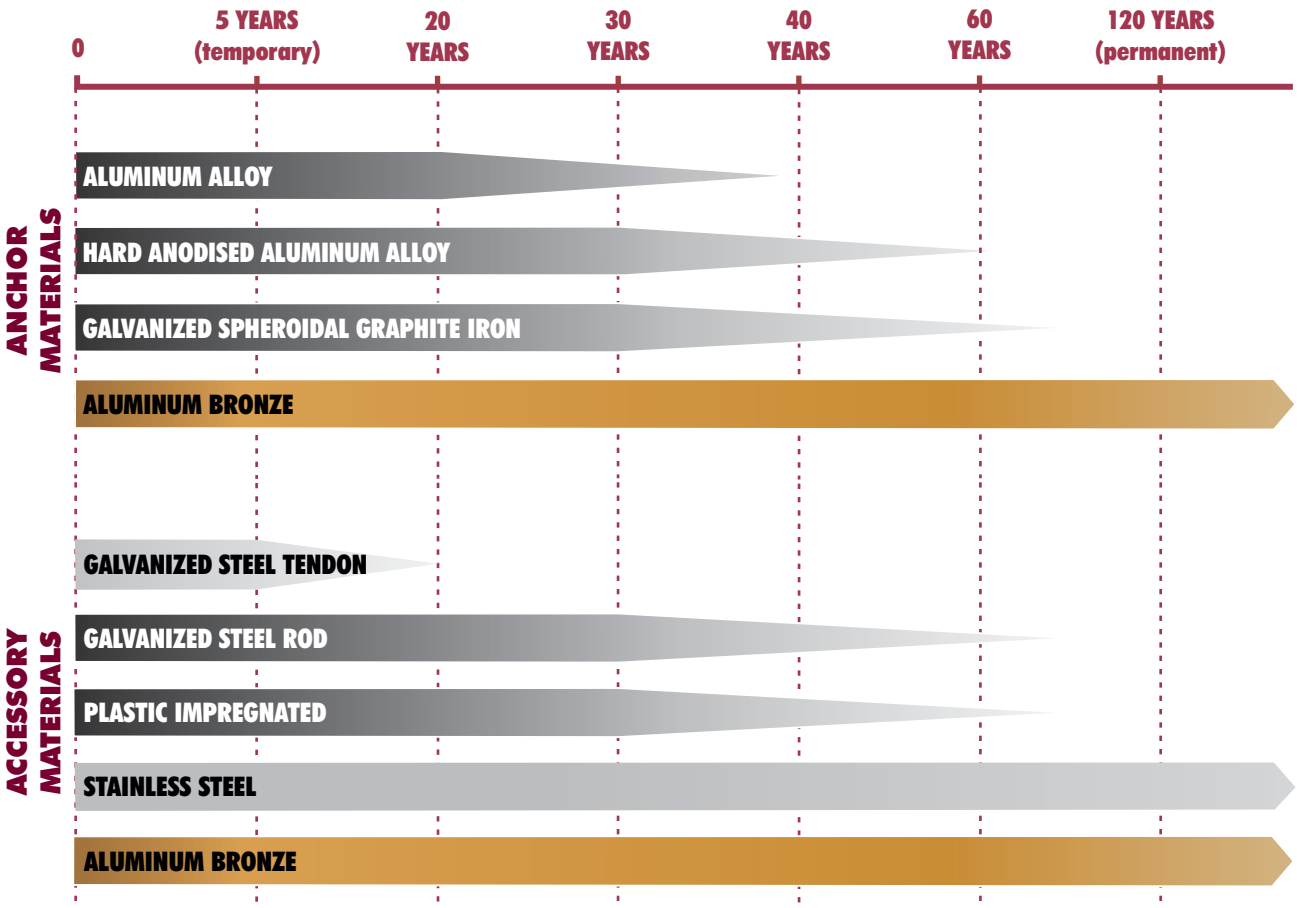 0
5 YEARS
(temporary)
20
YEARS
30
YEARS
40
YEARS
60
YEARS
120 YEARS
(permanent)
ANCHOR
MATERIALS
ALUMINUM ALLOY
HARD ANODISED ALUMINUM ALLOY
GALVANIZED SPHEROIDAL GRAPHITE IRON
ALUMINUM BRONZE
ACCESSORY
MATERIALS
GALVANIZED STEEL TENDON
GALVANIZED STEEL ROD
PLASTIC IMPREGNATED
STAINLESS STEEL
ALUMINUM BRONZE